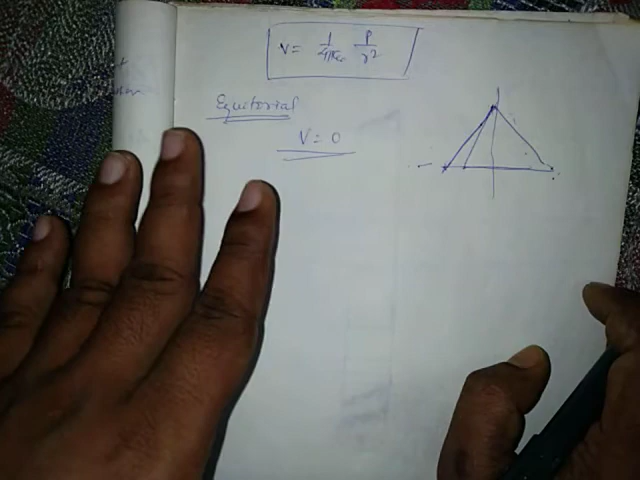 V = 1/4πε₀ P/r²
Equitorial
V = 0